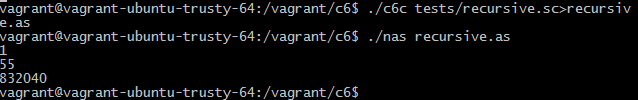 vagrant@vagrant-ubuntu-trusty-64:/vagrant/c6$ ./c6c tests/recursive.sc>recursiv
e.as
vagrant@vagrant-ubuntu-trusty-64:/vagrant/c6$ ./nas recursive.as
1
55
832040
vagrant@vagrant-ubuntu-trusty-64:/vagrant/c6$